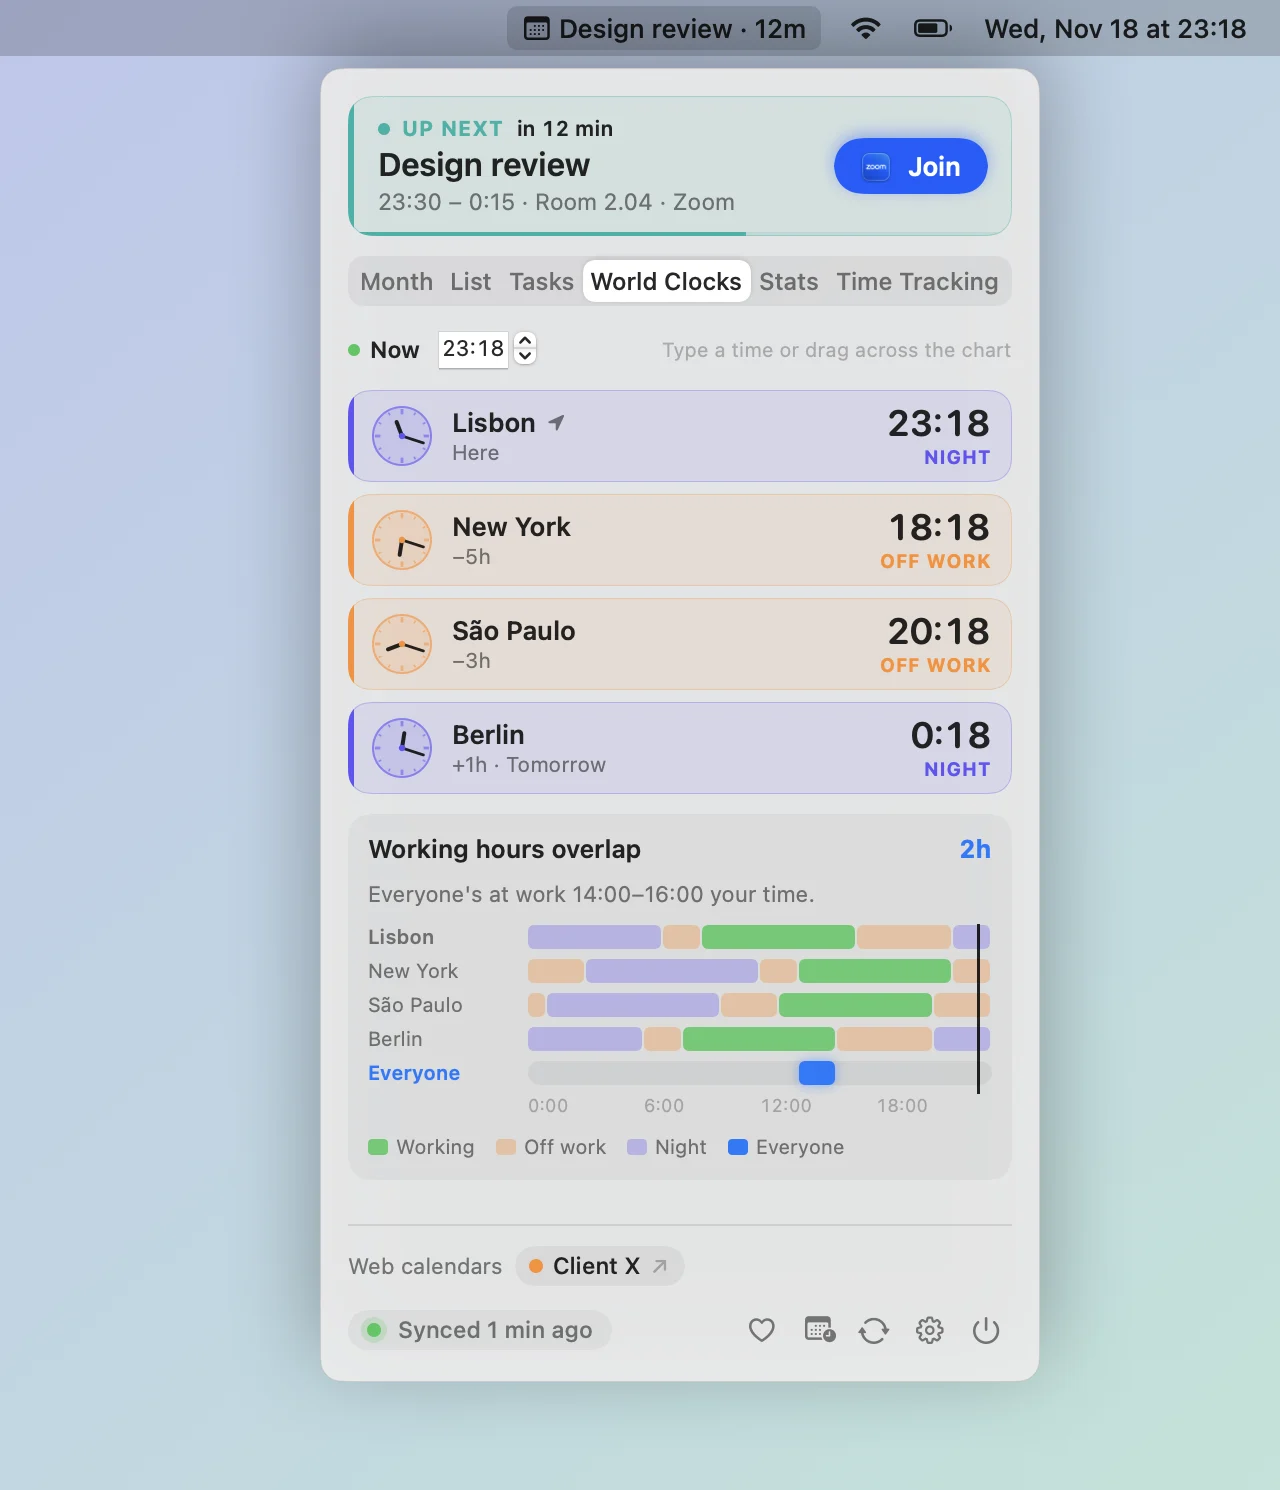 Design review · 12m
Wed, Nov 18 at 23:18
UP NEXT in 12 min
Design review
23:30 – 0:15 · Room 2.04 · Zoom
zoom
Join
Month List Tasks World Clocks Stats Time Tracking
Now 23:18
Type a time or drag across the chart
Lisbon
Here
23:18
NIGHT
New York
−5h
18:18
OFF WORK
São Paulo
−3h
20:18
OFF WORK
Berlin
+1h · Tomorrow
0:18
NIGHT
Working hours overlap
2h
Everyone's at work 14:00–16:00 your time.
Lisbon
New York
São Paulo
Berlin
Everyone
0:00 6:00 12:00 18:00
Working Off work Night Everyone
Web calendars Client X
Synced 1 min ago